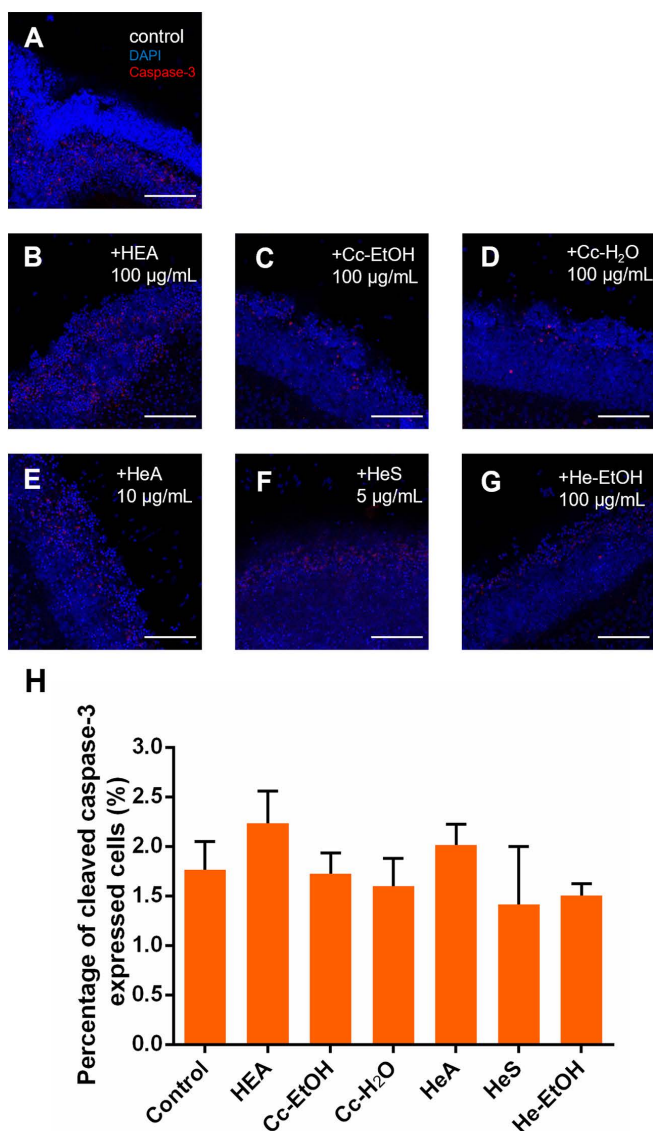 A
control
DAPI
Caspase-3
B
+HEA
100 µg/mL
C
+Cc-EtOH
100 µg/mL
D
+Cc-H₂O
100 µg/mL
E
+HeA
10 µg/mL
F
+HeS
5 µg/mL
G
+He-EtOH
100 µg/mL
H
Percentage of cleaved caspase-3
expressed cells (%)
3.0
2.5
2.0
1.5
1.0
0.5
0.0
Control
HEA
Cc-EtOH
Cc-H₂O
HeA
HeS
He-EtOH